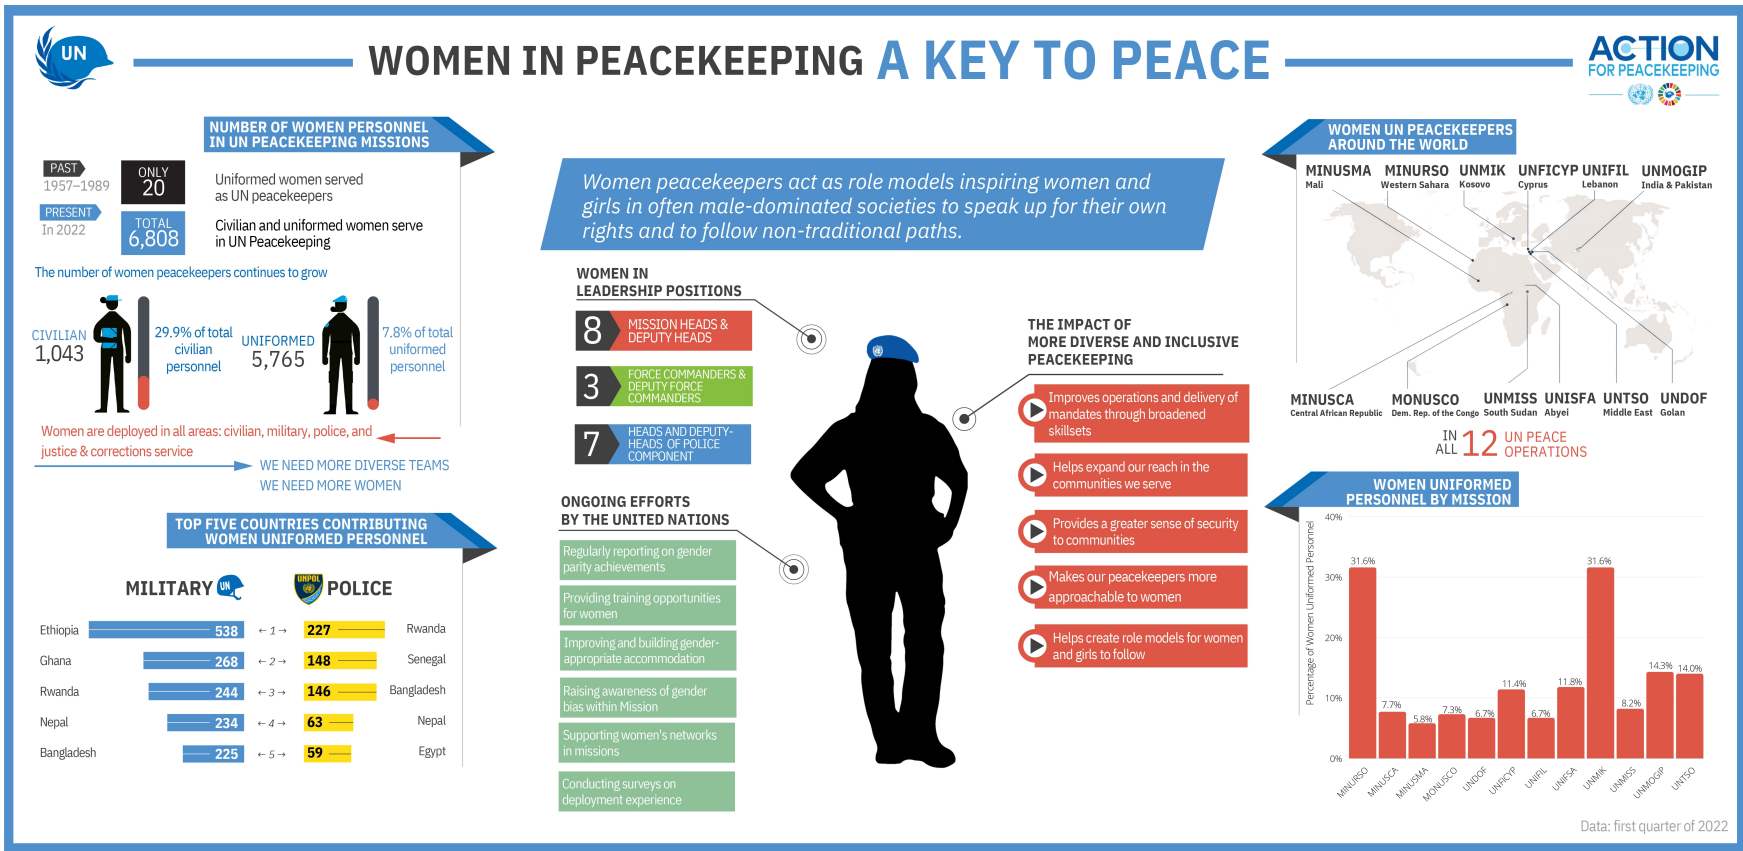 UN
WOMEN IN PEACEKEEPING A KEY TO PEACE
ACTION
FOR PEACEKEEPING
NUMBER OF WOMEN PERSONNEL
IN UN PEACEKEEPING MISSIONS
PAST
1957–1989
ONLY
20
Uniformed women served
as UN peacekeepers
PRESENT
In 2022
TOTAL
6,808
Civilian and uniformed women serve
in UN Peacekeeping
The number of women peacekeepers continues to grow
CIVILIAN
1,043
29.9% of total
civilian
personnel
UNIFORMED
5,765
7.8% of total
uniformed
personnel
Women are deployed in all areas: civilian, military, police, and
justice & corrections service
WE NEED MORE DIVERSE TEAMS
WE NEED MORE WOMEN
TOP FIVE COUNTRIES CONTRIBUTING
WOMEN UNIFORMED PERSONNEL
MILITARY UN
UNPOL POLICE
Ethiopia 538 ←1→ 227 Rwanda
Ghana 268 ←2→ 148 Senegal
Rwanda 244 ←3→ 146 Bangladesh
Nepal 234 ←4→ 63 Nepal
Bangladesh 225 ←5→ 59 Egypt
Women peacekeepers act as role models inspiring women and
girls in often male-dominated societies to speak up for their own
rights and to follow non-traditional paths.
WOMEN IN
LEADERSHIP POSITIONS
8
MISSION HEADS &
DEPUTY HEADS
3
FORCE COMMANDERS &
DEPUTY FORCE
COMMANDERS
7
HEADS AND DEPUTY-
HEADS OF POLICE
COMPONENT
ONGOING EFFORTS
BY THE UNITED NATIONS
Regularly reporting on gender
parity achievements
Providing training opportunities
for women
Improving and building gender-
appropriate accommodation
Raising awareness of gender
bias within Mission
Supporting women's networks
in missions
Conducting surveys on
deployment experience
THE IMPACT OF
MORE DIVERSE AND INCLUSIVE
PEACEKEEPING
Improves operations and delivery of
mandates through broadened
skillsets
Helps expand our reach in the
communities we serve
Provides a greater sense of security
to communities
Makes our peacekeepers more
approachable to women
Helps create role models for women
and girls to follow
WOMEN UN PEACEKEEPERS
AROUND THE WORLD
MINUSMA MINURSO UNMIK UNFICYP UNIFIL UNMOGIP
Mali Western Sahara Kosovo Cyprus Lebanon India & Pakistan
MINUSCA MONUSCO UNMISS UNISFA UNTSO UNDOF
Central African Republic Dem. Rep. of the Congo South Sudan Abyei Middle East Golan
IN
ALL 12 UN PEACE
OPERATIONS
WOMEN UNIFORMED
PERSONNEL BY MISSION
Percentage of Women Uniformed Personnel
40%
30%
20%
10%
0%
31.6% 7.7% 5.8% 7.3% 6.7% 11.4% 6.7% 11.8% 31.6% 8.2% 14.3% 14.0%
MINURSO MINUSCA MINUSMA MONUSCO UNDOF UNFICYP UNIFIL UNIFSA UNMIK UNMISS UNMOGIP UNTSO
Data: first quarter of 2022